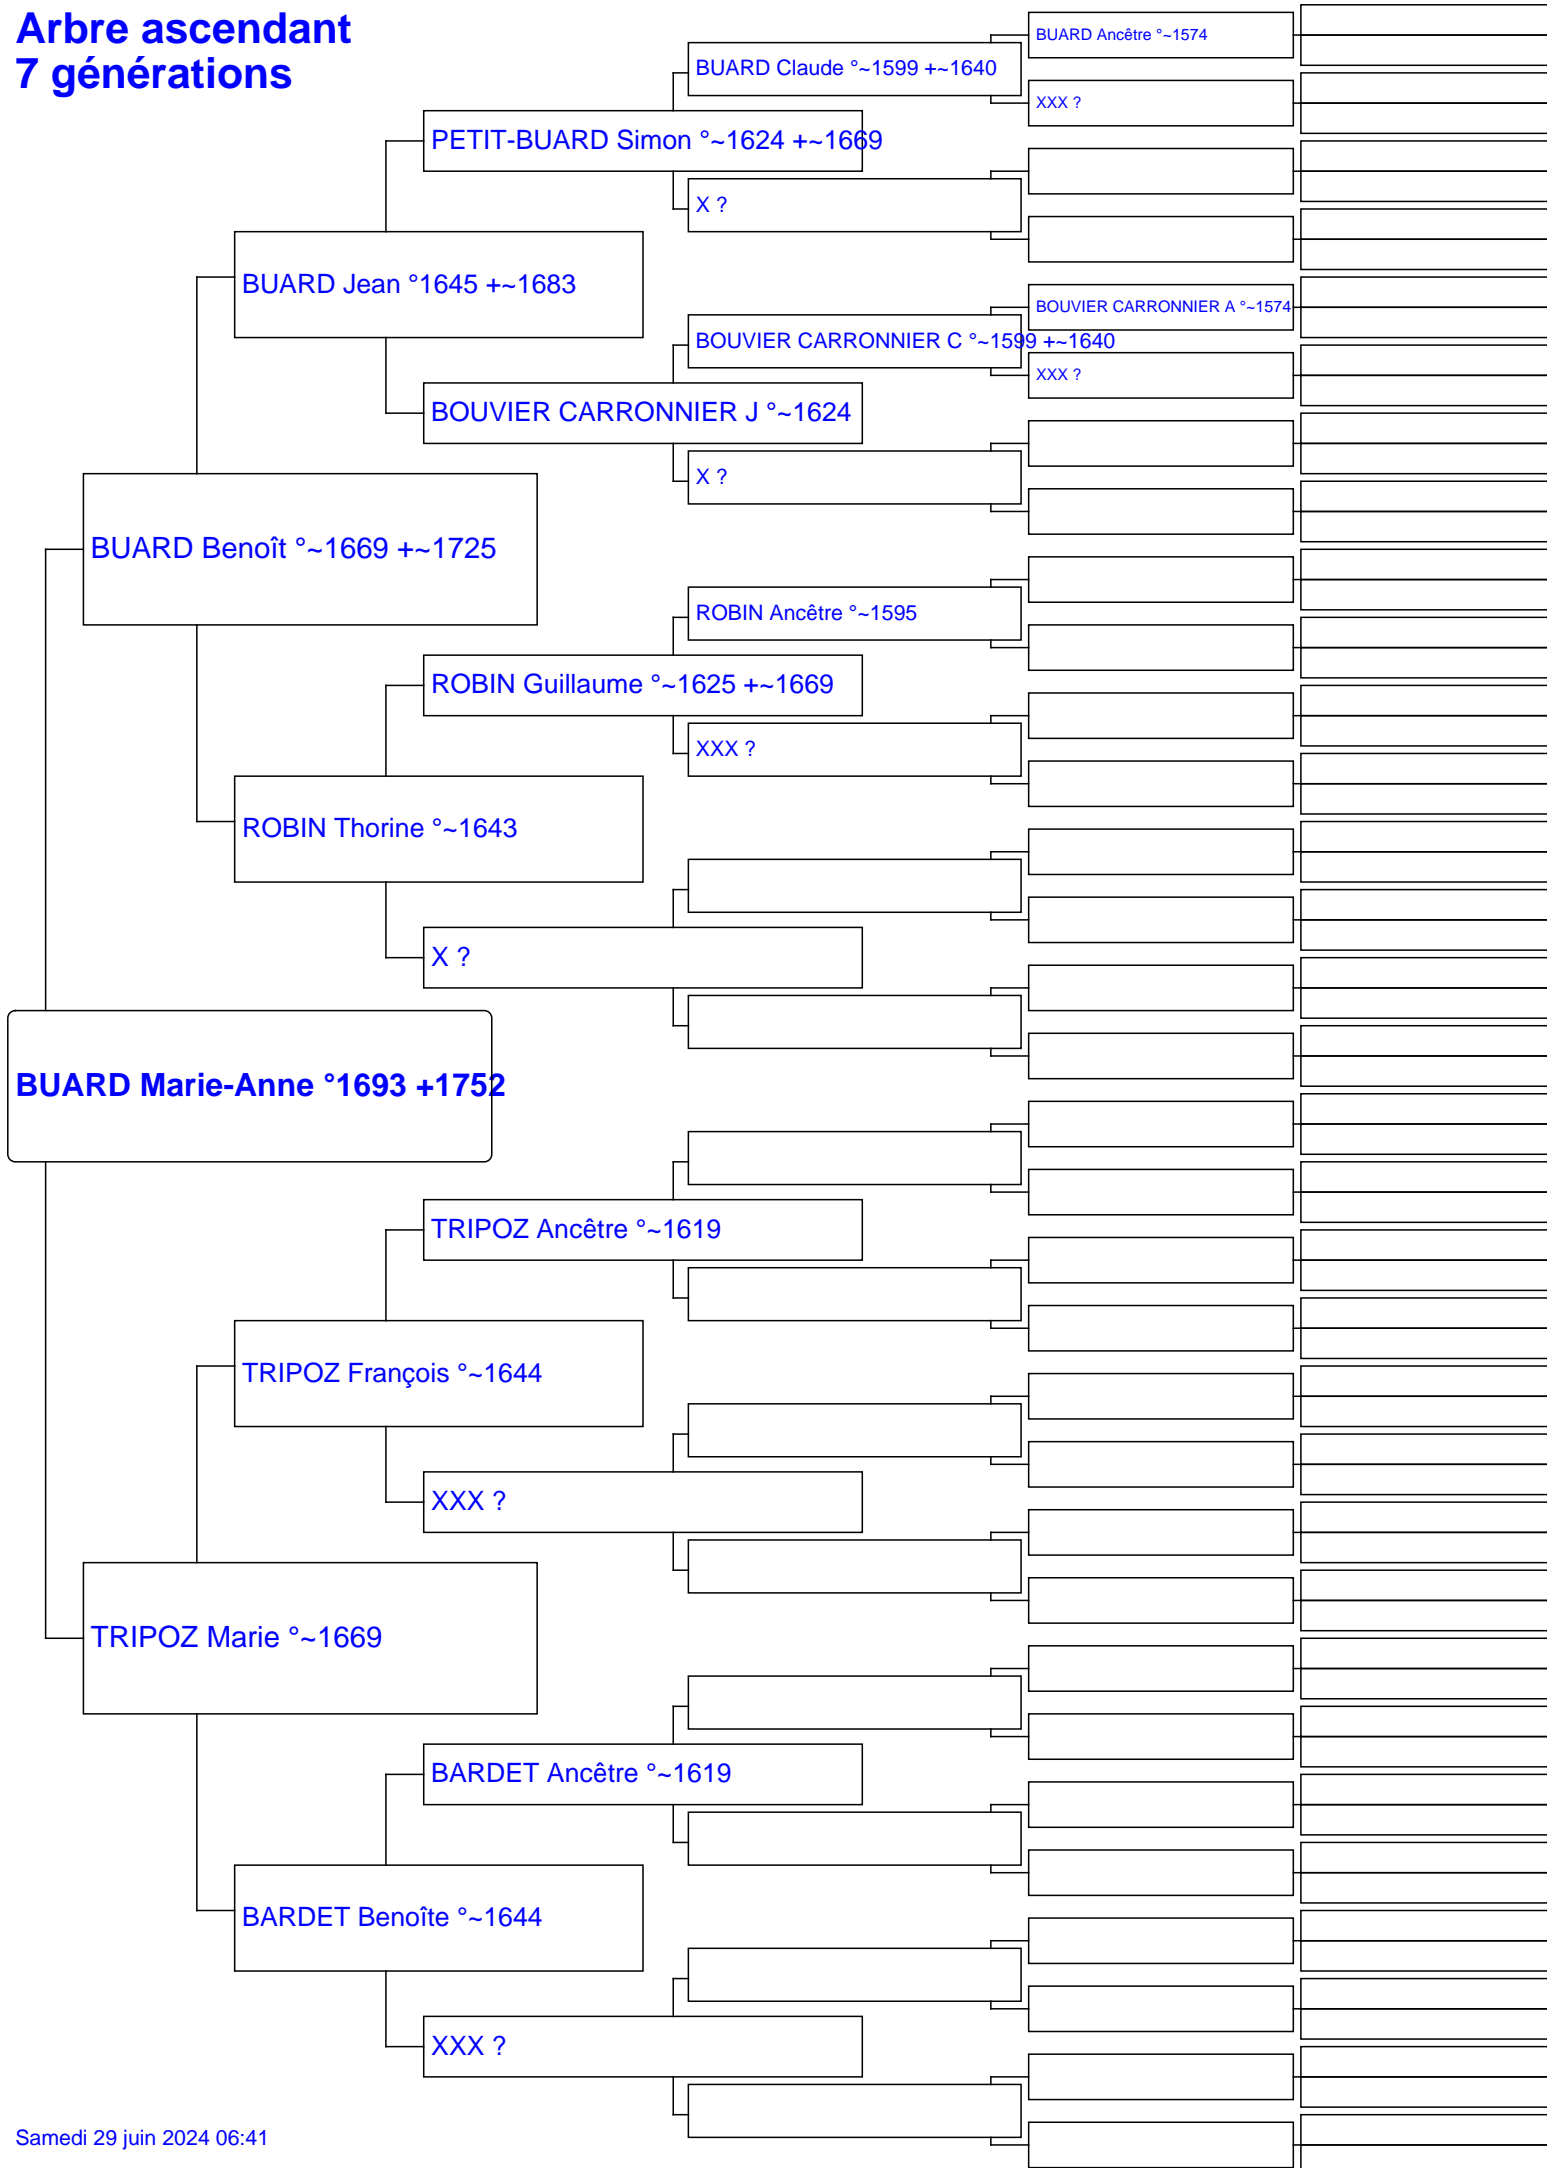 Arbre ascendant
7 générations
BUARD Ancêtre °~1574
BUARD Claude °~1599 +~1640
XXX ?
PETIT-BUARD Simon °~1624 +~1669
X ?
BUARD Jean °1645 +~1683
BOUVIER CARRONNIER A °~1574
BOUVIER CARRONNIER C °~1599 +~1640
XXX ?
BOUVIER CARRONNIER J °~1624
X ?
BUARD Benoît °~1669 +~1725
ROBIN Ancêtre °~1595
ROBIN Guillaume °~1625 +~1669
XXX ?
ROBIN Thorine °~1643
X ?
BUARD Marie-Anne °1693 +1752
TRIPOZ Ancêtre °~1619
TRIPOZ François °~1644
XXX ?
TRIPOZ Marie °~1669
BARDET Ancêtre °~1619
BARDET Benoîte °~1644
XXX ?
Samedi 29 juin 2024 06:41